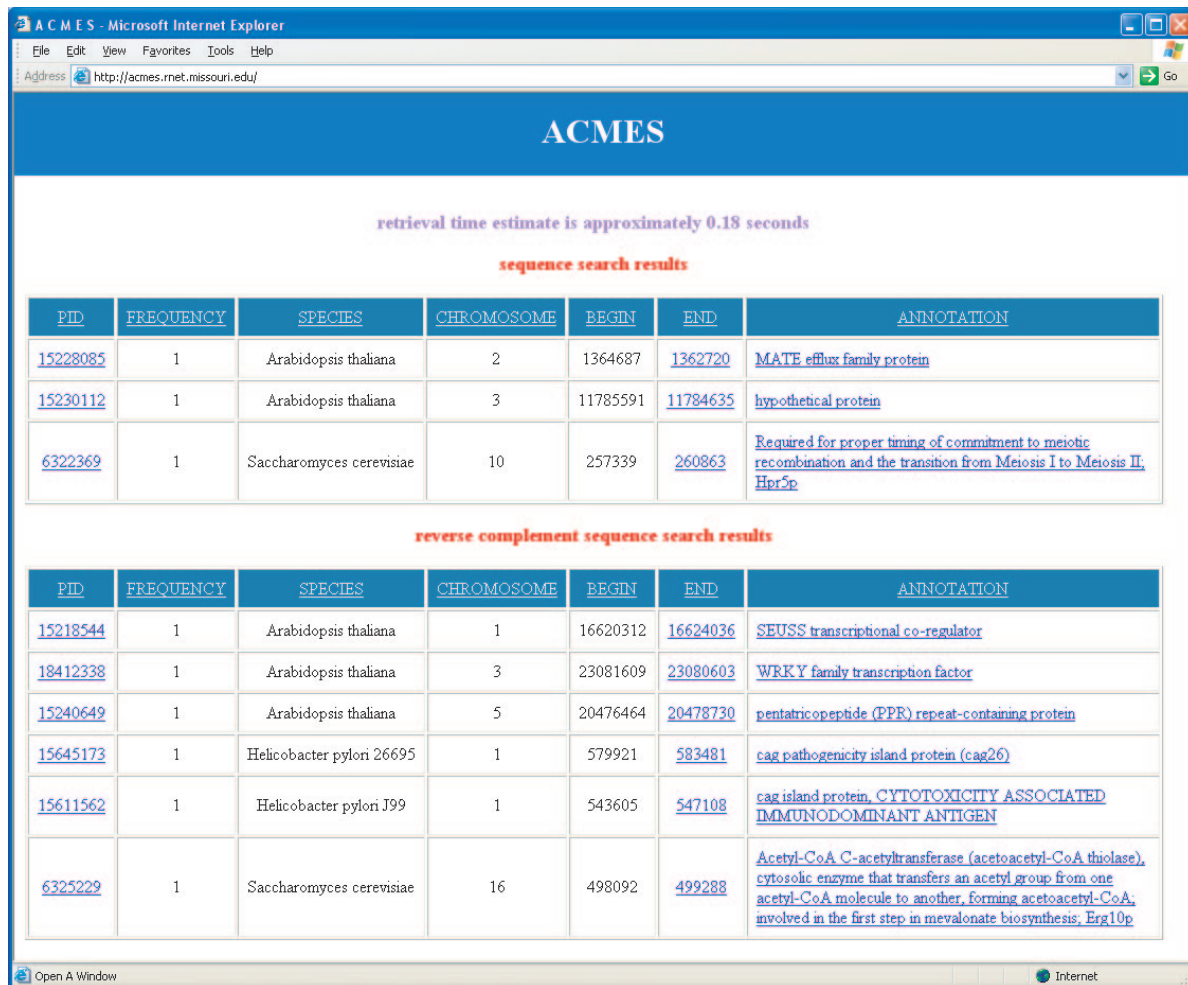 A C M E S - Microsoft Internet Explorer
File Edit View Favorites Tools Help
Address http://acmes.rnet.missouri.edu/ Go
ACMES
retrieval time estimate is approximately 0.18 seconds
sequence search results
PID FREQUENCY SPECIES CHROMOSOME BEGIN END ANNOTATION
15228085 1 Arabidopsis thaliana 2 1364687 1362720 MATE efflux family protein
15230112 1 Arabidopsis thaliana 3 11785591 11784635 hypothetical protein
6322369 1 Saccharomyces cerevisiae 10 257339 260863 Required for proper timing of commitment to meiotic
recombination and the transition from Meiosis I to Meiosis II;
Hpr5p
reverse complement sequence search results
PID FREQUENCY SPECIES CHROMOSOME BEGIN END ANNOTATION
15218544 1 Arabidopsis thaliana 1 16620312 16624036 SEUSS transcriptional co-regulator
18412338 1 Arabidopsis thaliana 3 23081609 23080603 WRKY family transcription factor
15240649 1 Arabidopsis thaliana 5 20476464 20478730 pentatricopeptide (PPR) repeat-containing protein
15645173 1 Helicobacter pylori 26695 1 579921 583481 cag pathogenicity island protein (cag26)
15611562 1 Helicobacter pylori J99 1 543605 547108 cag island protein, CYTOTOXICITY ASSOCIATED
IMMUNODOMINANT ANTIGEN
6325229 1 Saccharomyces cerevisiae 16 498092 499288 Acetyl-CoA C-acetyltransferase (acetoacetyl-CoA thiolase),
cytosolic enzyme that transfers an acetyl group from one
acetyl-CoA molecule to another, forming acetoacetyl-CoA;
involved in the first step in mevalonate biosynthesis; Erg10p
Open A Window Internet